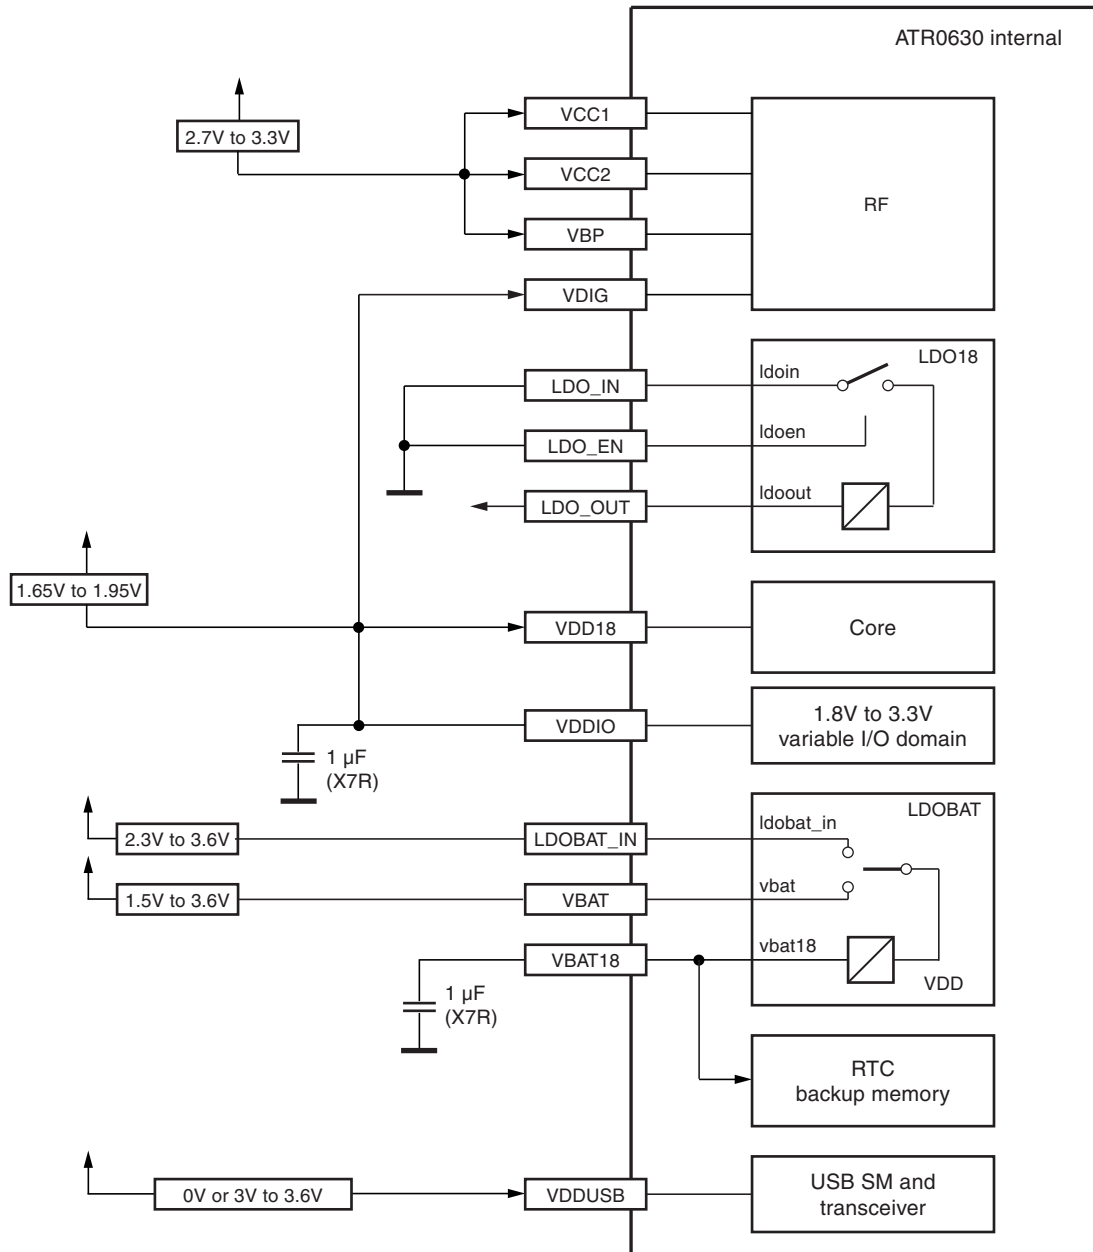 ATR0630 internal
2.7V to 3.3V
VCC1
VCC2
RF
VBP
VDIG
LDO18
ldoin
LDO_IN
ldoen
LDO_EN
ldoout
LDO_OUT
1.65V to 1.95V
VDD18
Core
VDDIO
1.8V to 3.3V
variable I/O domain
1 µF
(X7R)
LDOBAT
ldobat_in
2.3V to 3.6V
LDOBAT_IN
vbat
1.5V to 3.6V
VBAT
vbat18
VBAT18
VDD
1 µF
(X7R)
RTC
backup memory
0V or 3V to 3.6V
VDDUSB
USB SM and
transceiver